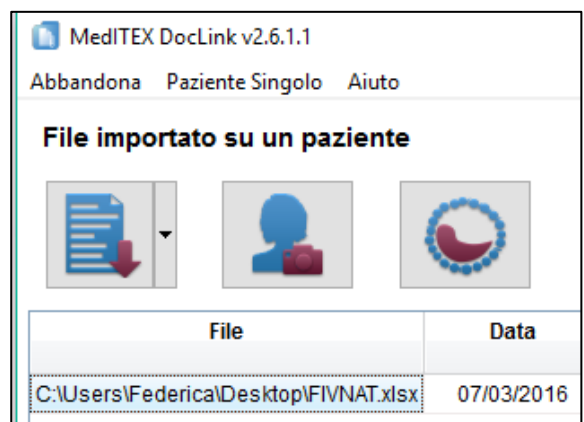 MedITEX DocLink v2.6.1.1
Abbandona Paziente Singolo Aiuto
File importato su un paziente
File Data
C:\Users\Federica\Desktop\FIVNAT.xlsx 07/03/2016